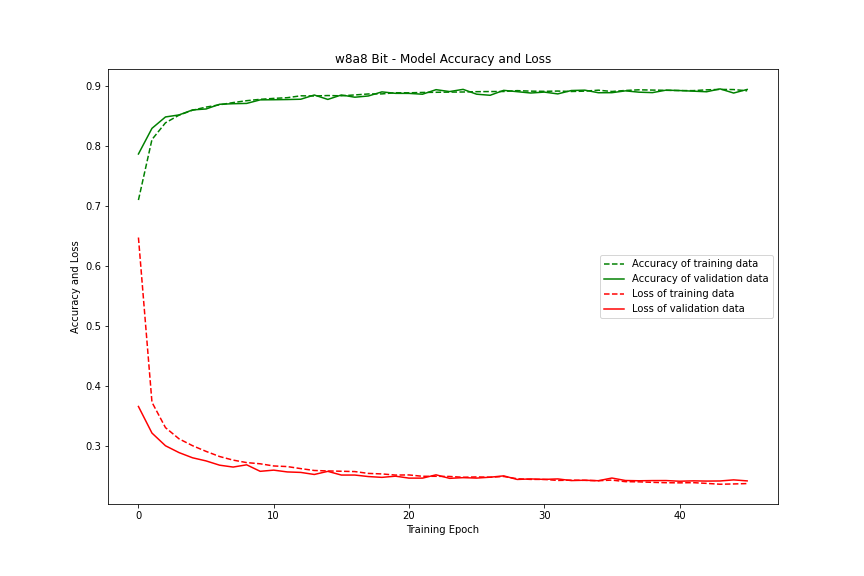 w8a8 Bit - Model Accuracy and Loss
0.9
0.8
0.7
0.6
0.5
0.4
0.3
Accuracy and Loss
Accuracy of training data
Accuracy of validation data
Loss of training data
Loss of validation data
0 10 20 30 40
Training Epoch